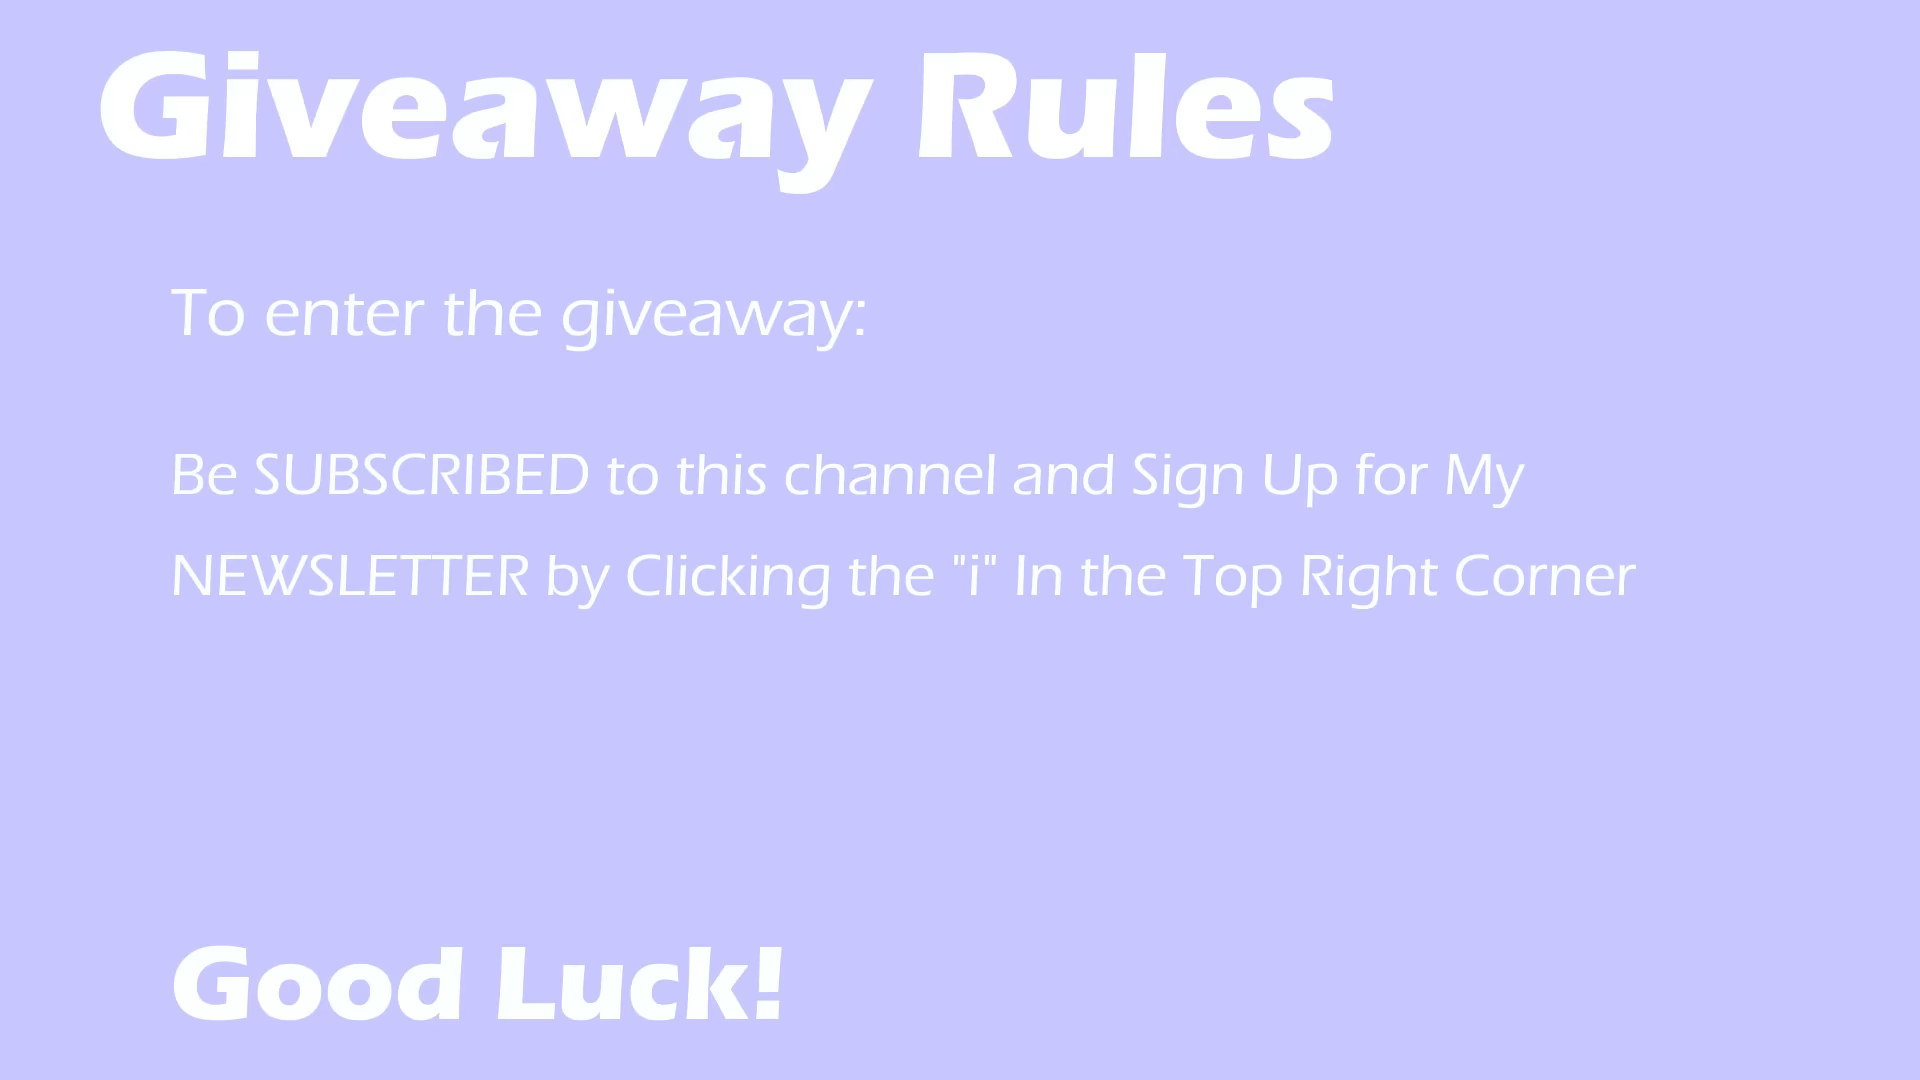 Giveaway Rules
To enter the giveaway:
Be SUBSCRIBED to this channel and Sign Up for My
NEWSLETTER by Clicking the "i" In the Top Right Corner
Good Luck!